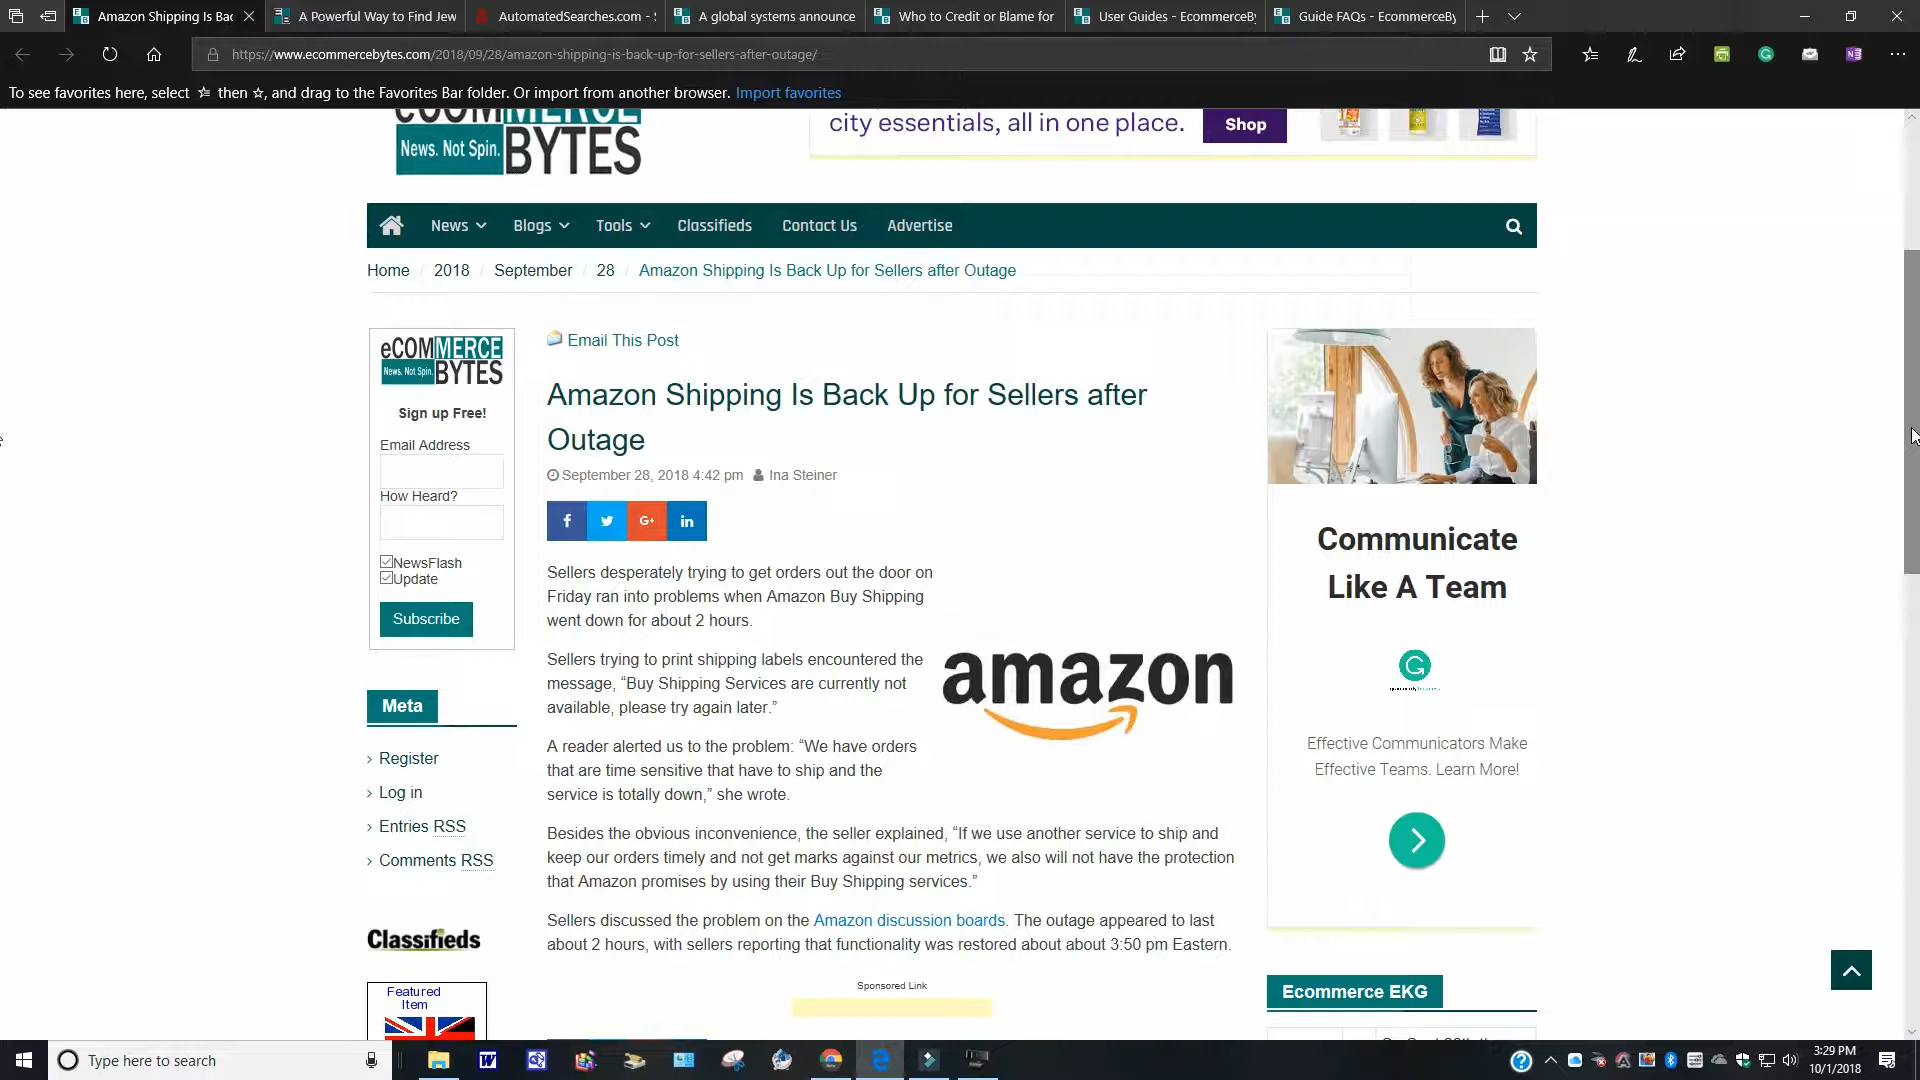 Amazon Shipping Is Bac
A Powerful Way to Find Jew
AutomatedSearches.com -
A global systems announce
Who to Credit or Blame for
User Guides - EcommerceBy
Guide FAQs - EcommerceBy
https://www.ecommercebytes.com/2018/09/28/amazon-shipping-is-back-up-for-sellers-after-outage/
To see favorites here, select then ☆, and drag to the Favorites Bar folder. Or import from another browser. Import favorites
eCOMMERCE
News. Not Spin. BYTES
city essentials, all in one place.
Shop
News
Blogs
Tools
Classifieds
Contact Us
Advertise
Home / 2018 / September / 28 / Amazon Shipping Is Back Up for Sellers after Outage
eCOMMERCE
News. Not Spin. BYTES
Sign up Free!
Email Address
How Heard?
NewsFlash
Update
Subscribe
Meta
Register
Log in
Entries RSS
Comments RSS
Classifieds
Featured
Item
Email This Post
Amazon Shipping Is Back Up for Sellers after
Outage
September 28, 2018 4:42 pm Ina Steiner
f
G+
in
Sellers desperately trying to get orders out the door on
Friday ran into problems when Amazon Buy Shipping
went down for about 2 hours.
Sellers trying to print shipping labels encountered the
message, “Buy Shipping Services are currently not
available, please try again later.”
amazon
A reader alerted us to the problem: “We have orders
that are time sensitive that have to ship and the
service is totally down,” she wrote.
Besides the obvious inconvenience, the seller explained, “If we use another service to ship and
keep our orders timely and not get marks against our metrics, we also will not have the protection
that Amazon promises by using their Buy Shipping services.”
Sellers discussed the problem on the Amazon discussion boards. The outage appeared to last
about 2 hours, with sellers reporting that functionality was restored about about 3:50 pm Eastern.
Sponsored Link
Communicate
Like A Team
Effective Communicators Make
Effective Teams. Learn More!
Ecommerce EKG
Type here to search
3:29 PM
10/1/2018